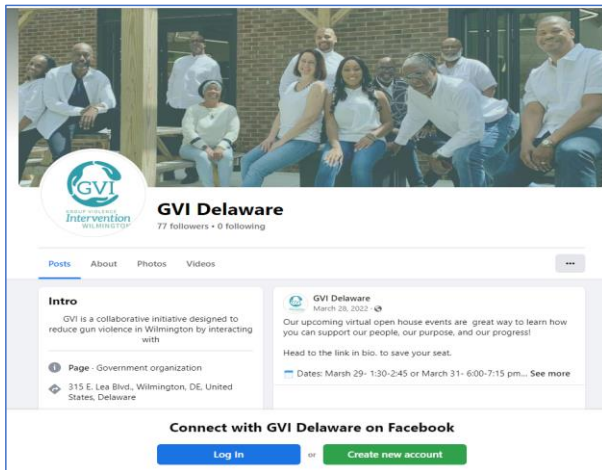 GVI
GROUP VIOLENCE
Intervention
WILMINGTON
GVI Delaware
77 followers • 0 following
Posts
About
Photos
Videos
...
Intro
GVI is a collaborative initiative designed to
reduce gun violence in Wilmington by interacting
with
Page · Government organization
315 E. Lea Blvd., Wilmington, DE, United
States, Delaware
GVI Delaware
March 28, 2022 ·
Our upcoming virtual open house events are great way to learn how
you can support our people, our purpose, and our progress!
Head to the link in bio. to save your seat.
Dates: Marsh 29- 1:30-2:45 or March 31- 6:00-7:15 pm... See more
Connect with GVI Delaware on Facebook
Log In
or
Create new account